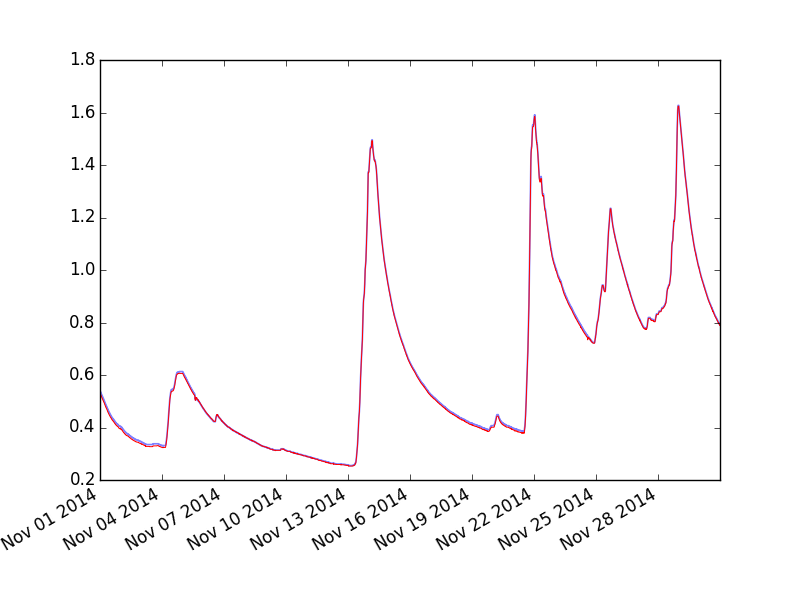 1.8
1.6
1.4
1.2
1.0
0.8
0.6
0.4
0.2
Nov 01 2014
Nov 04 2014
Nov 07 2014
Nov 10 2014
Nov 13 2014
Nov 16 2014
Nov 19 2014
Nov 22 2014
Nov 25 2014
Nov 28 2014